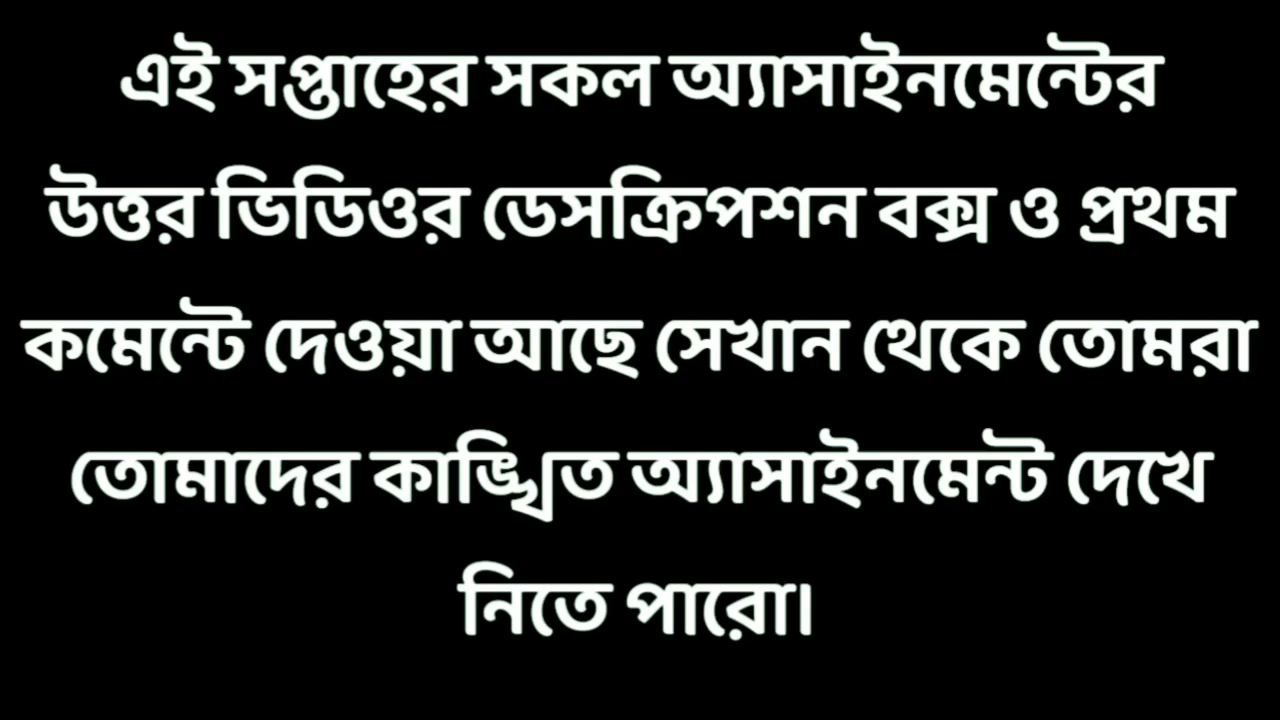 এই সপ্তাহের সকল অ্যাসাইনমেন্টের
উত্তর ভিডিওর ডেসক্রিপশন বক্স ও প্রথম
কমেন্টে দেওয়া আছে সেখান থেকে তোমরা
তোমাদের কাঙ্খিত অ্যাসাইনমেন্ট দেখে
নিতে পারো।